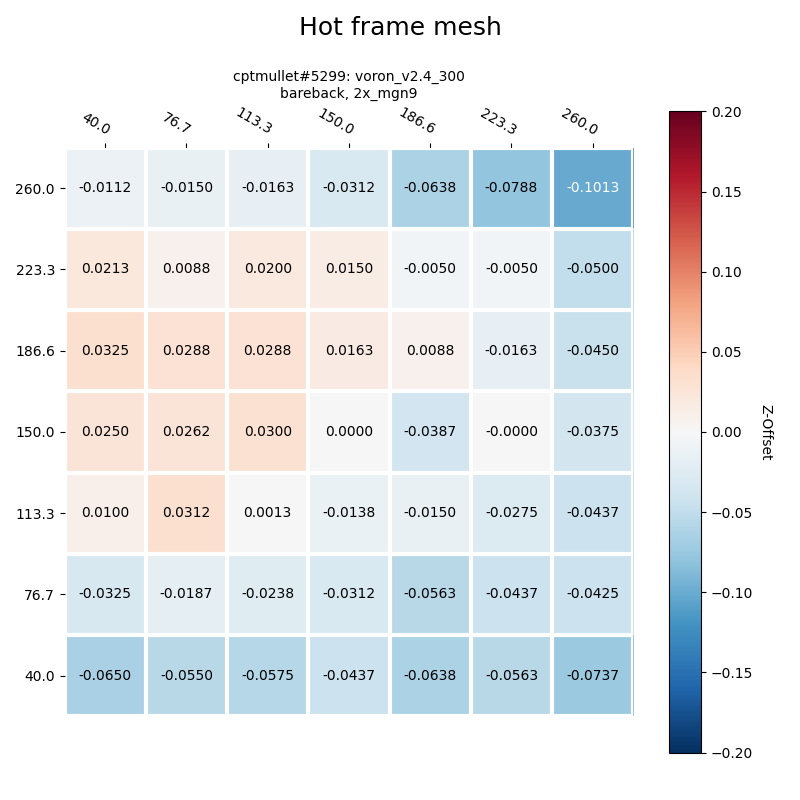 Hot frame mesh
cptmullet#5299: voron_v2.4_300
bareback, 2x_mgn9
40.0 76.7 113.3 150.0 186.6 223.3 260.0
260.0 -0.0112 -0.0150 -0.0163 -0.0312 -0.0638 -0.0788 -0.1013
223.3 0.0213 0.0088 0.0200 0.0150 -0.0050 -0.0050 -0.0500
186.6 0.0325 0.0288 0.0288 0.0163 0.0088 -0.0163 -0.0450
150.0 0.0250 0.0262 0.0300 0.0000 -0.0387 -0.0000 -0.0375
113.3 0.0100 0.0312 0.0013 -0.0138 -0.0150 -0.0275 -0.0437
76.7 -0.0325 -0.0187 -0.0238 -0.0312 -0.0563 -0.0437 -0.0425
40.0 -0.0650 -0.0550 -0.0575 -0.0437 -0.0638 -0.0563 -0.0737
0.20
0.15
0.10
0.05
0.00
−0.05
−0.10
−0.15
−0.20
Z-Offset